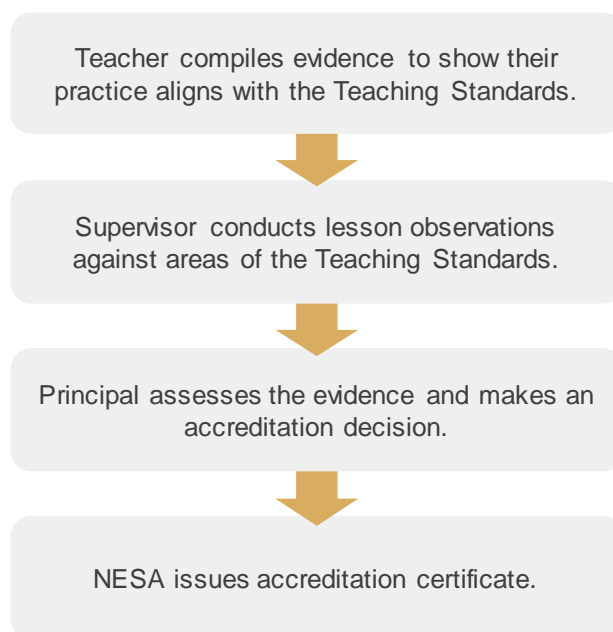 Teacher compiles evidence to show their
practice aligns with the Teaching Standards.
Supervisor conducts lesson observations
against areas of the Teaching Standards.
Principal assesses the evidence and makes an
accreditation decision.
NESA issues accreditation certificate.